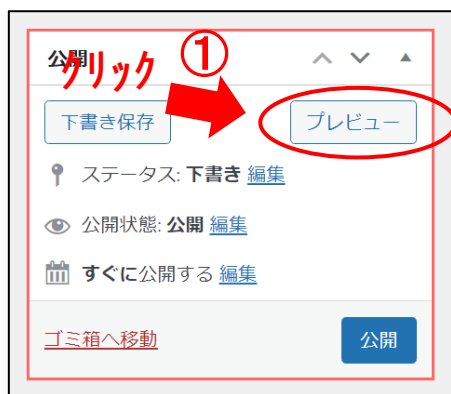 公開
クリック ①
下書き保存 プレビュー
ステータス: 下書き 編集
公開状態: 公開 編集
すぐに公開する 編集
ゴミ箱へ移動 公開